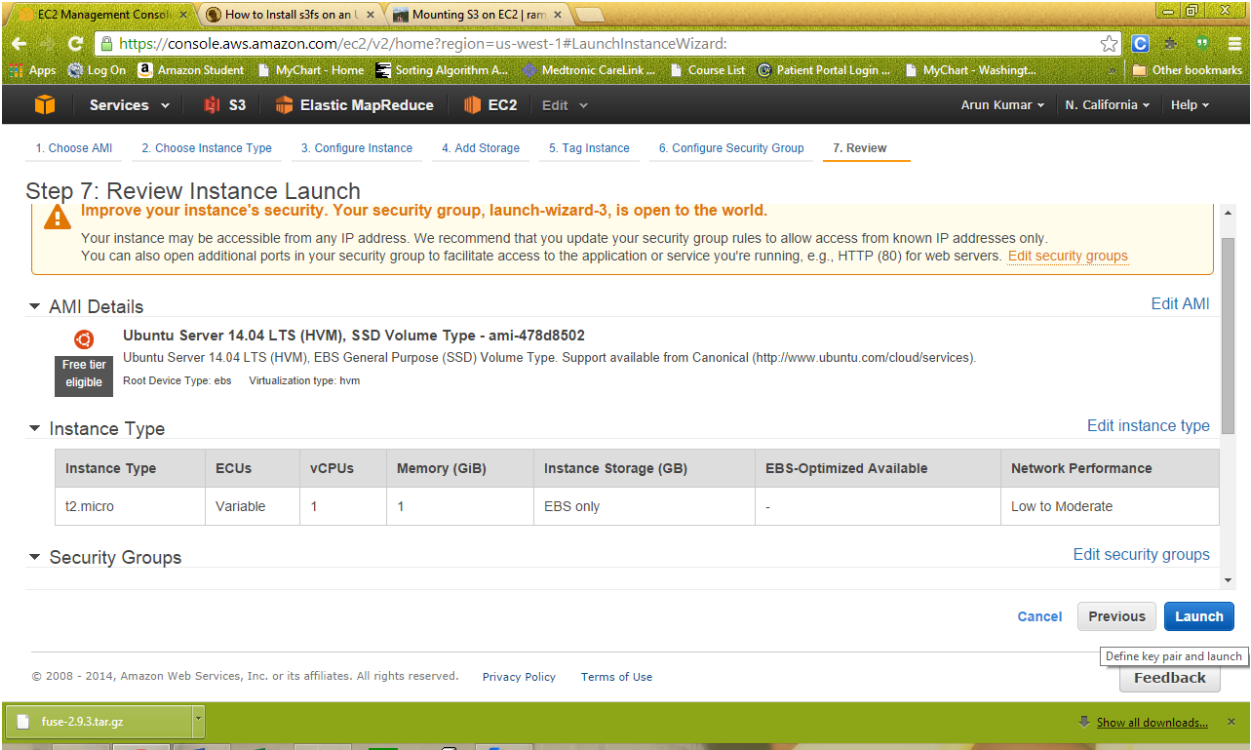 EC2 Management Consol
How to Install s3fs on an
Mounting S3 on EC2 | ram
https://console.aws.amazon.com/ec2/v2/home?region=us-west-1#LaunchInstanceWizard:
Apps Log On Amazon Student MyChart - Home Sorting Algorithm A... Medtronic CareLink ... Course List Patient Portal Login ... MyChart - Washingt... » Other bookmarks
Services S3 Elastic MapReduce EC2 Edit Arun Kumar N. California Help
1. Choose AMI 2. Choose Instance Type 3. Configure Instance 4. Add Storage 5. Tag Instance 6. Configure Security Group 7. Review
Step 7: Review Instance Launch
Improve your instance's security. Your security group, launch-wizard-3, is open to the world.
Your instance may be accessible from any IP address. We recommend that you update your security group rules to allow access from known IP addresses only.
You can also open additional ports in your security group to facilitate access to the application or service you're running, e.g., HTTP (80) for web servers. Edit security groups
AMI Details Edit AMI
Ubuntu Server 14.04 LTS (HVM), SSD Volume Type - ami-478d8502
Free tier eligible
Ubuntu Server 14.04 LTS (HVM), EBS General Purpose (SSD) Volume Type. Support available from Canonical (http://www.ubuntu.com/cloud/services).
Root Device Type: ebs Virtualization type: hvm
Instance Type Edit instance type
Instance Type ECUs vCPUs Memory (GiB) Instance Storage (GB) EBS-Optimized Available Network Performance
t2.micro Variable 1 1 EBS only - Low to Moderate
Security Groups Edit security groups
Cancel Previous Launch
Define key pair and launch
© 2008 - 2014, Amazon Web Services, Inc. or its affiliates. All rights reserved. Privacy Policy Terms of Use Feedback
fuse-2.9.3.tar.gz Show all downloads...